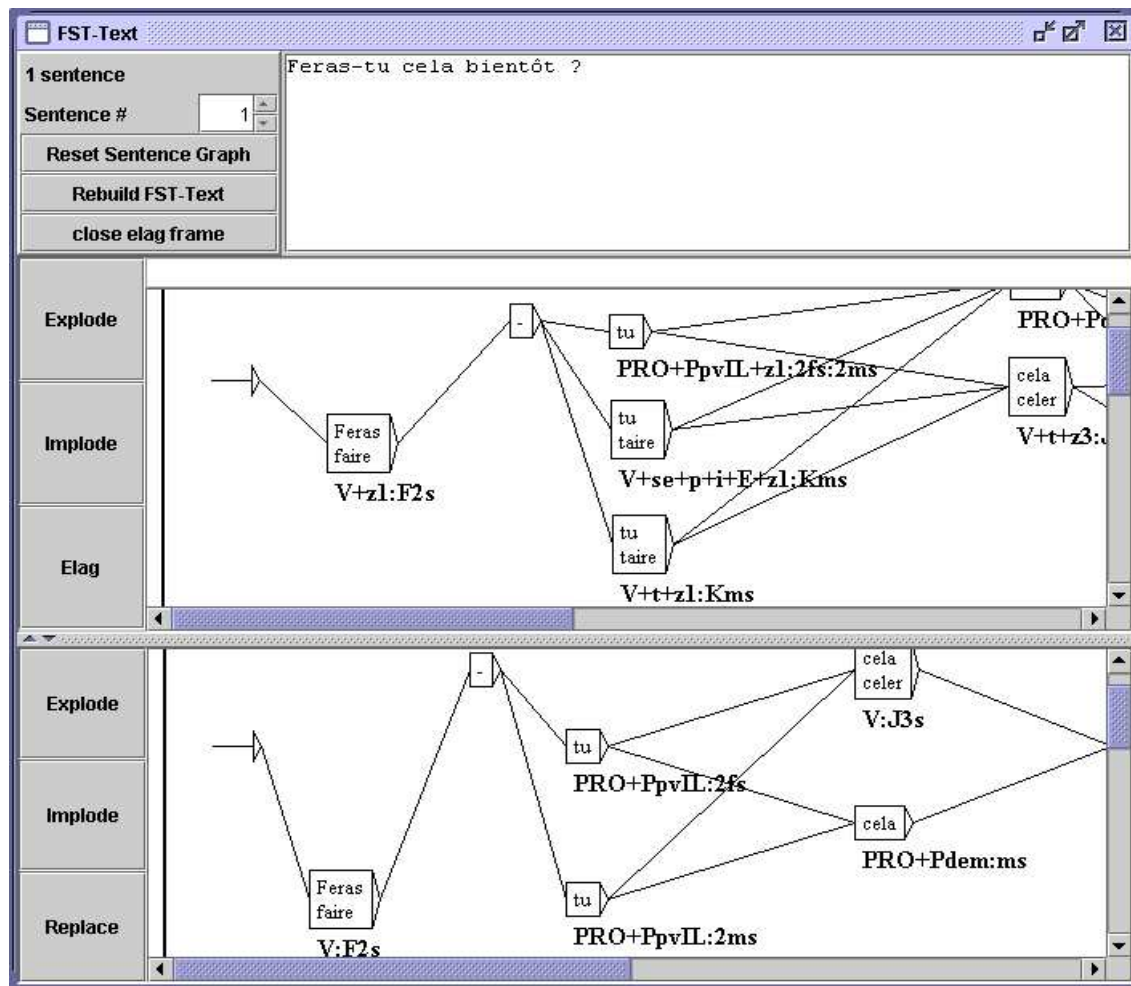 FST-Text
1 sentence
Sentence # 1
Reset Sentence Graph
Rebuild FST-Text
close elag frame
Feras-tu cela bientôt ?
Explode
Implode
Elag
-
tu
PRO+PpvIL+z1:2fs:2ms
PRO+Pd
cela
celer
V+t+z3:J
Feras
faire
V+z1:F2s
tu
taire
V+se+p+i+E+z1:Kms
tu
taire
V+t+z1:Kms
Explode
Implode
Replace
-
cela
celer
V:J3s
tu
PRO+PpvIL:2fs
cela
PRO+Pdem:ms
Feras
faire
V:F2s
tu
PRO+PpvIL:2ms